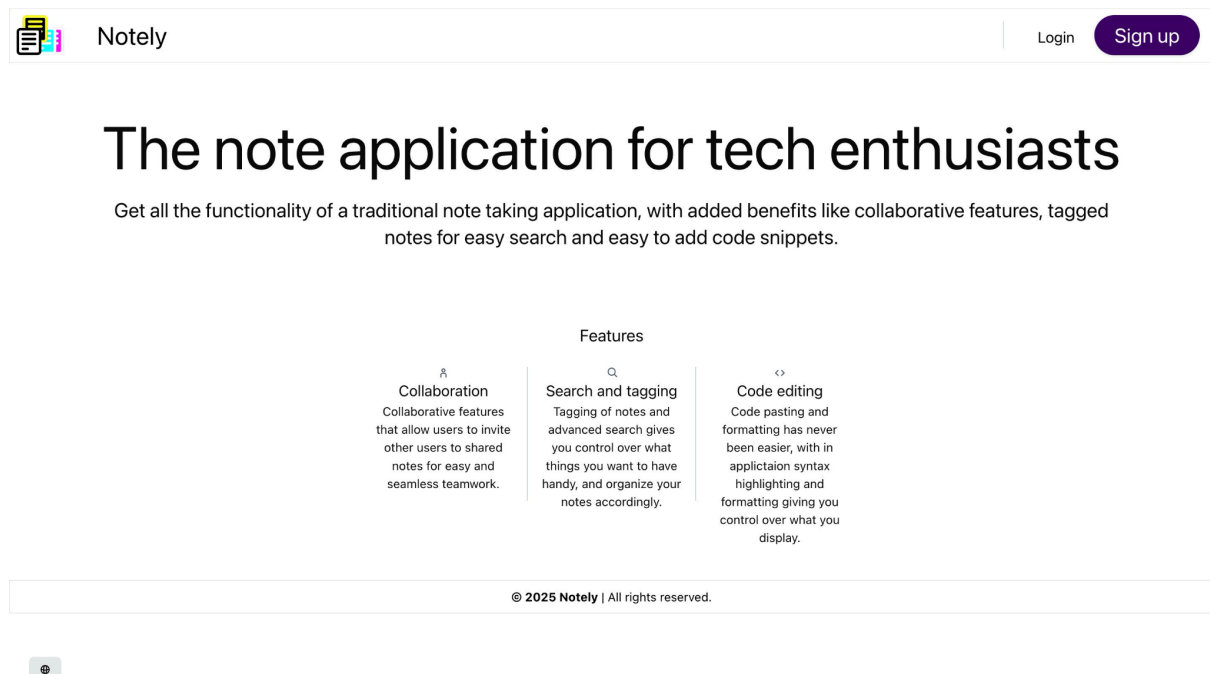 Notely
Login
Sign up
The note application for tech enthusiasts
Get all the functionality of a traditional note taking application, with added benefits like collaborative features, tagged
notes for easy search and easy to add code snippets.
Features
Collaboration
Collaborative features
that allow users to invite
other users to shared
notes for easy and
seamless teamwork.
Search and tagging
Tagging of notes and
advanced search gives
you control over what
things you want to have
handy, and organize your
notes accordingly.
Code editing
Code pasting and
formatting has never
been easier, with in
applictaion syntax
highlighting and
formatting giving you
control over what you
display.
© 2025 Notely | All rights reserved.